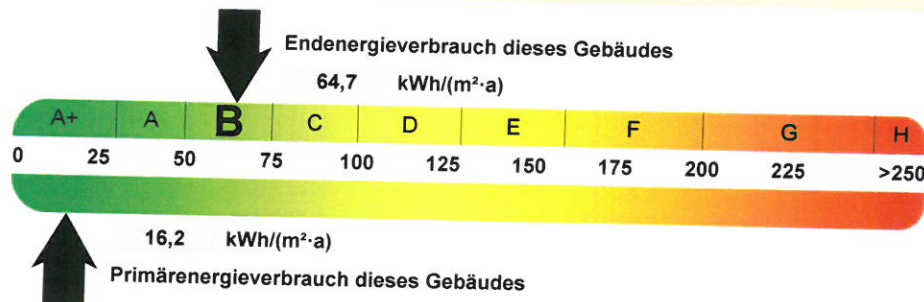 Endenergieverbrauch dieses Gebäudes
64,7 kWh/(m²·a)
A+ A B C D E F G H
0 25 50 75 100 125 150 175 200 225 >250
16,2 kWh/(m²·a)
Primärenergieverbrauch dieses Gebäudes